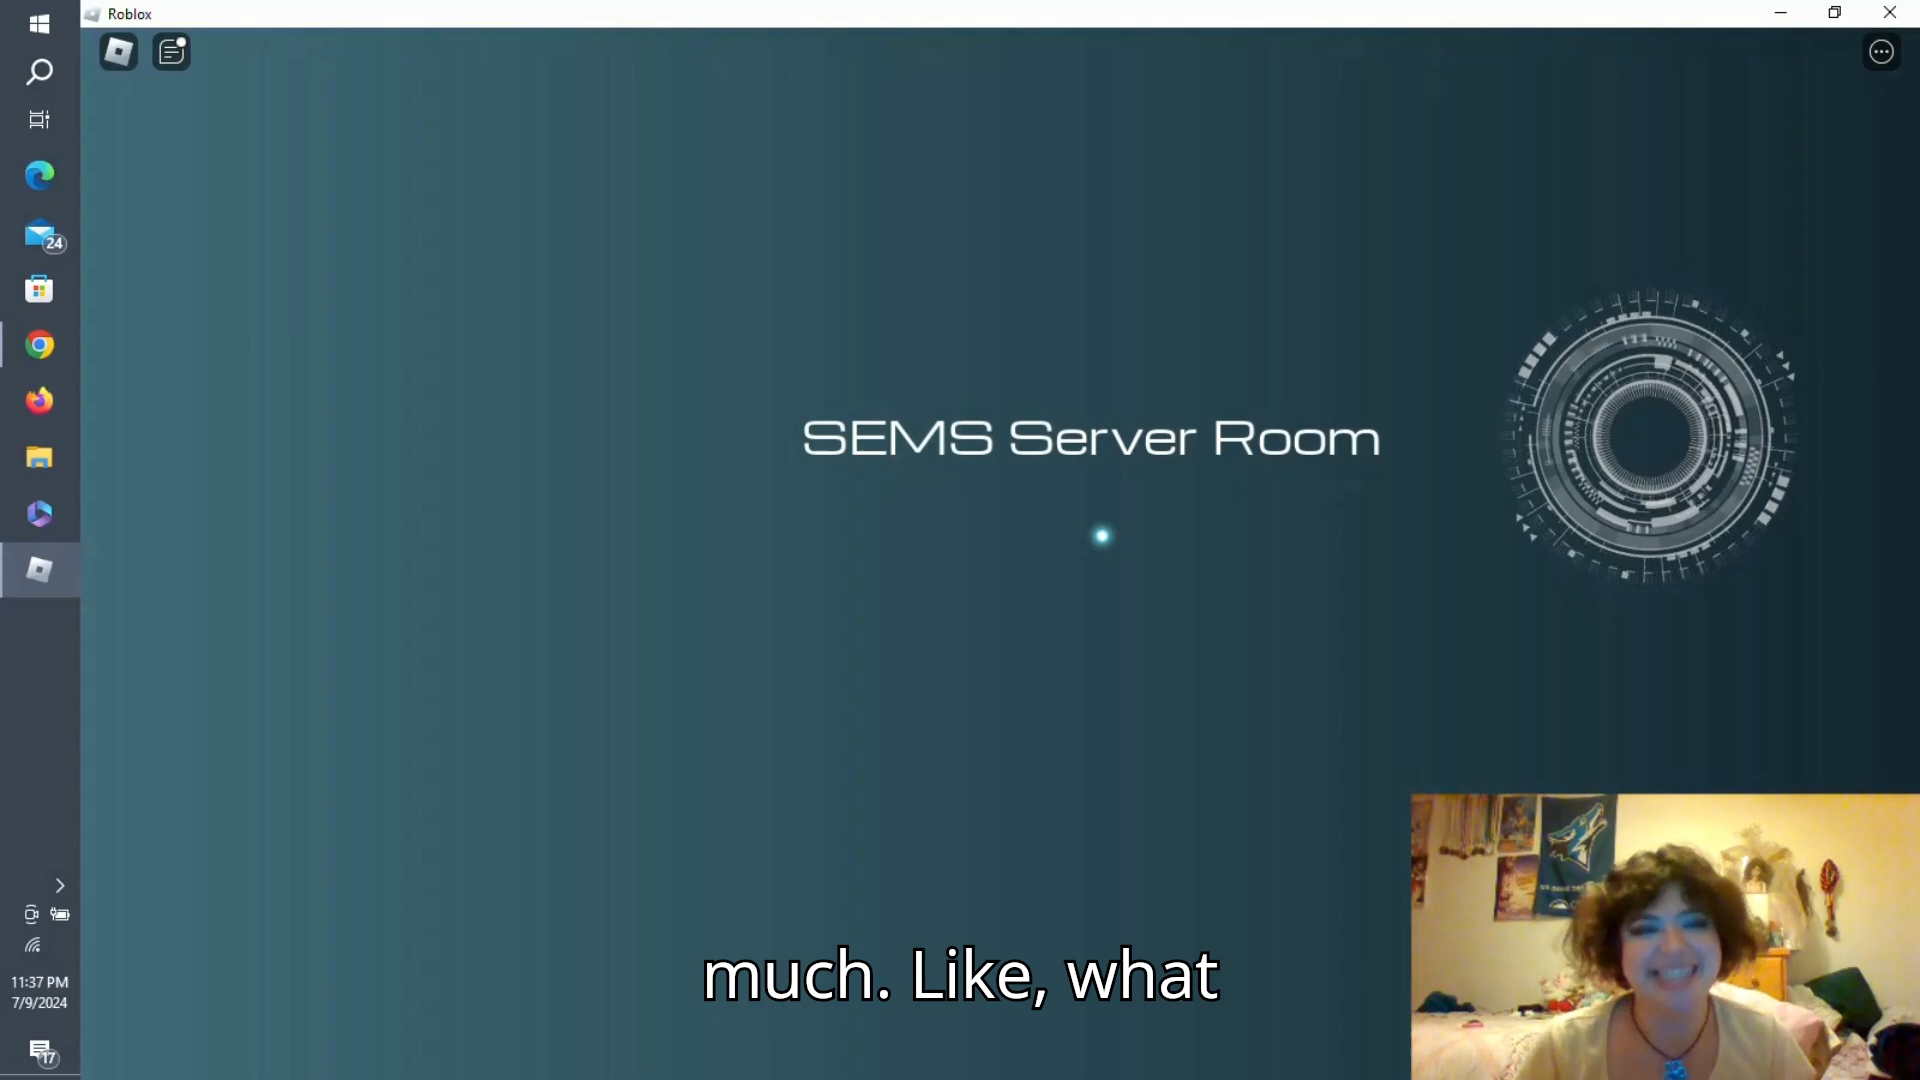 Roblox
24
SEMS Server Room
much. Like, what
11:37 PM
7/9/2024
17